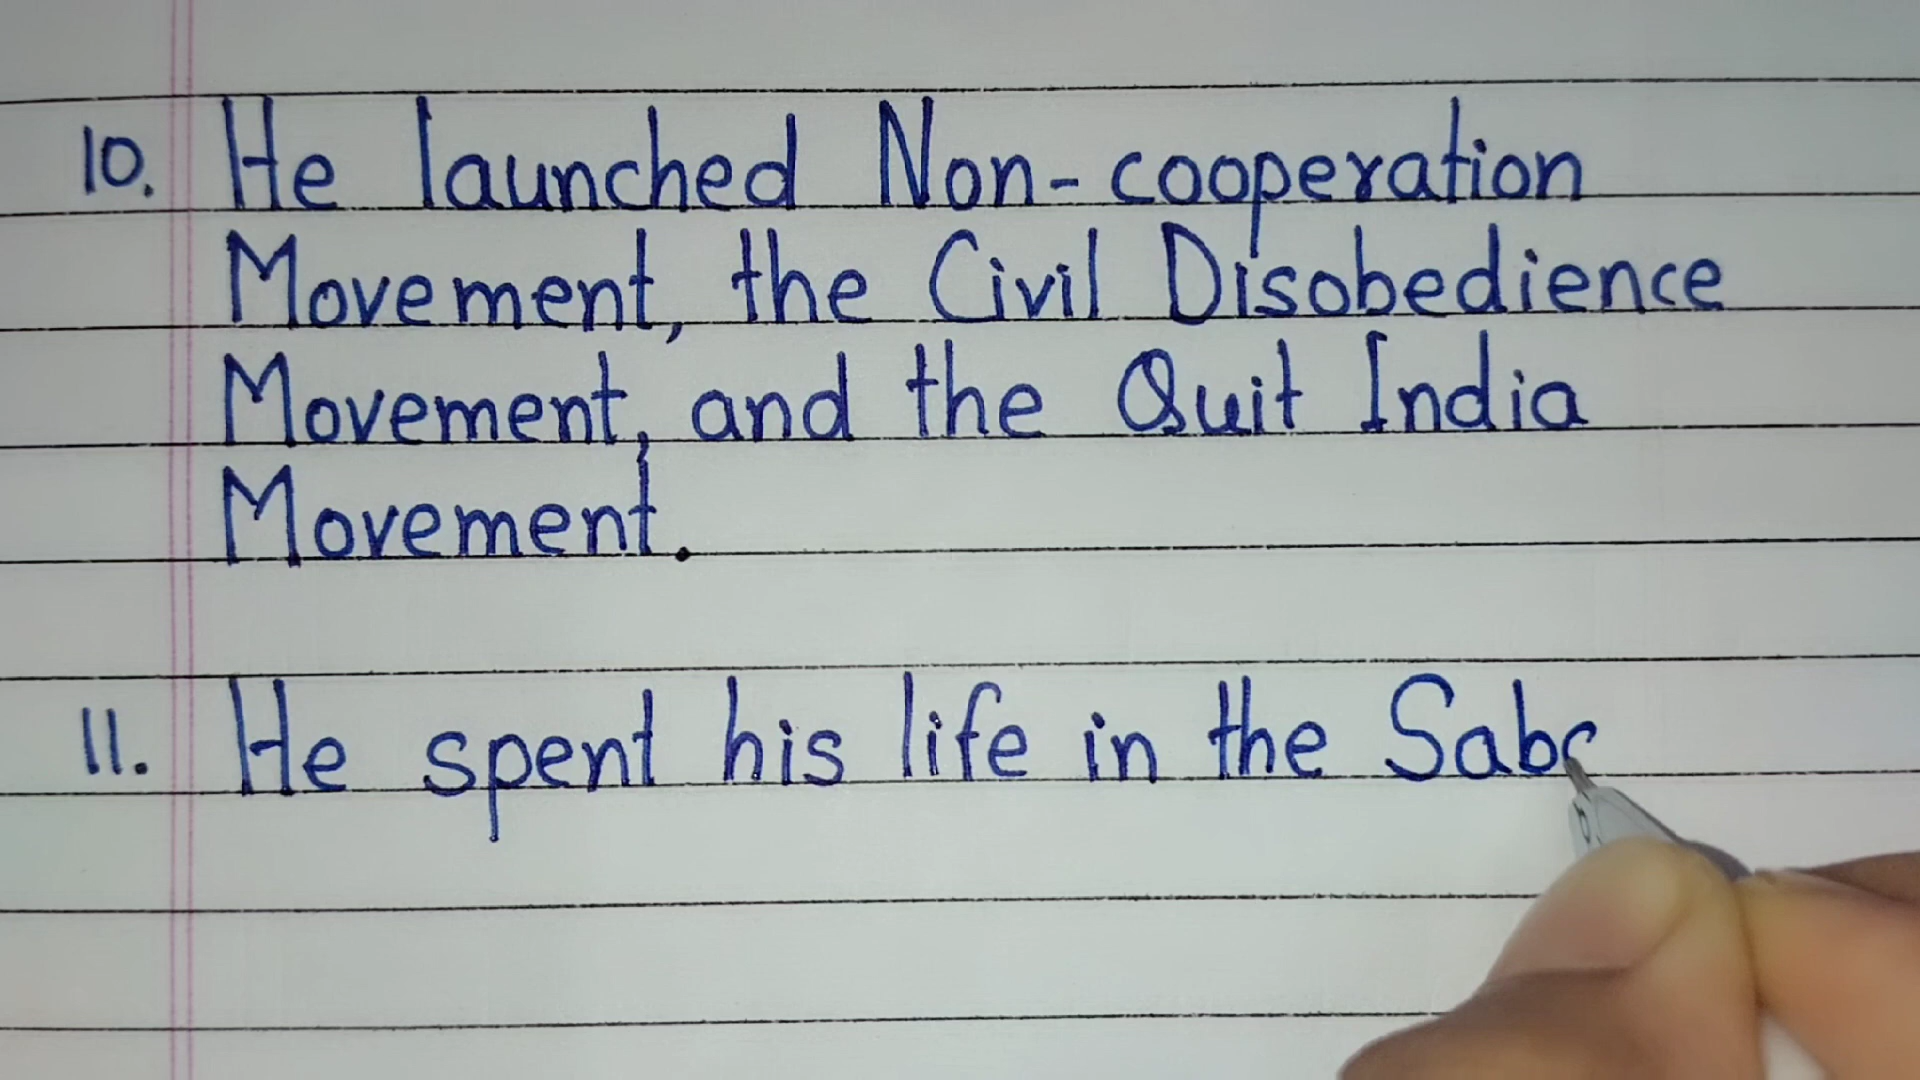 10. He launched Non-cooperation
Movement, the Civil Disobedience
Movement, and the Quit India
Movement.
11. He spent his life in the